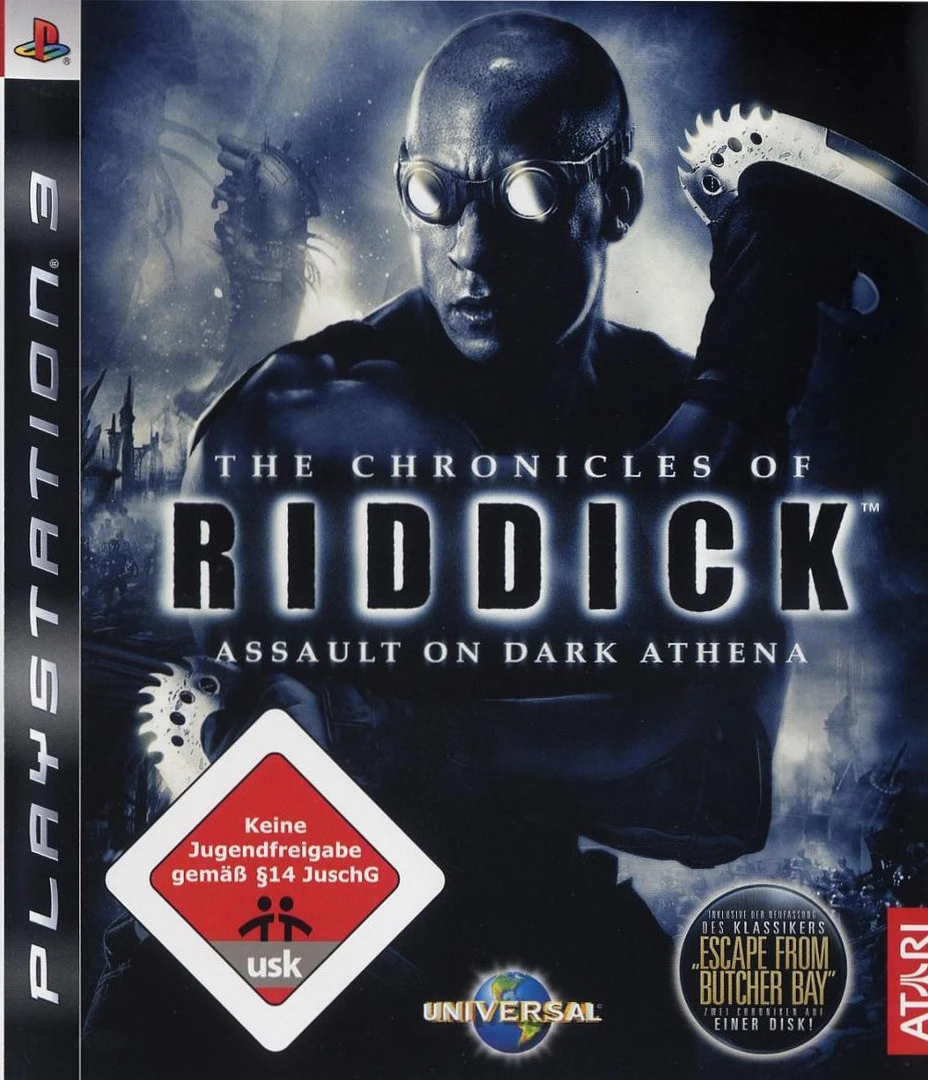 PLAYSTATION 3
®
THE CHRONICLES OF
RIDDICK™
ASSAULT ON DARK ATHENA
Keine
Jugendfreigabe
gemäß §14 JuschG
usk
UNIVERSAL
INKLUSIVE DER NEUFASSUNG
DES KLASSIKERS
„ESCAPE FROM
BUTCHER BAY”
ZWEI CHRONIKEN AUF
EINER DISK!
ATARI